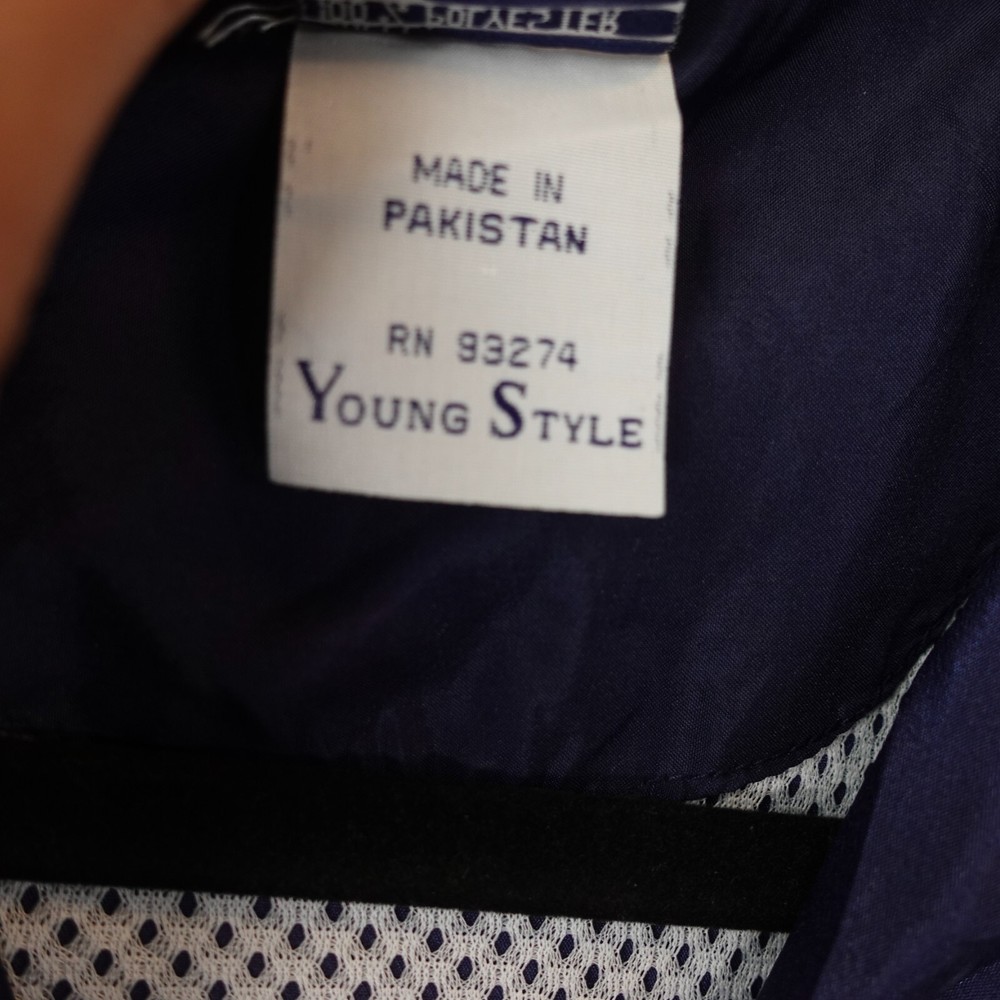 100% POLYESTER
MADE IN
PAKISTAN
RN 93274
YOUNG STYLE